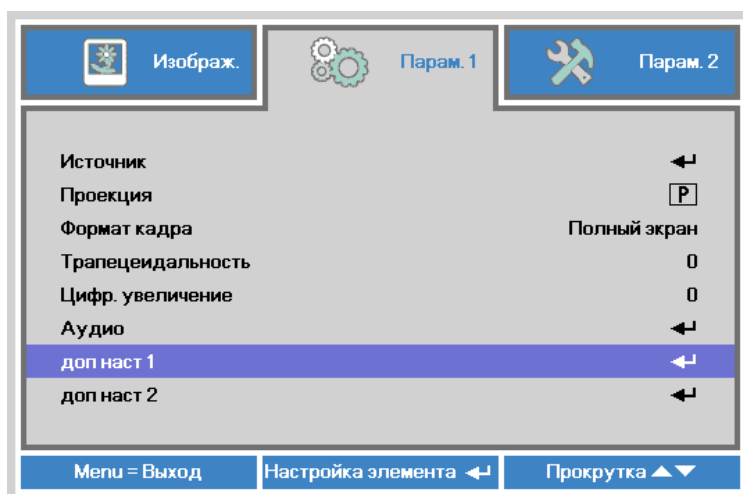 Изображ. Парам. 1 Парам. 2
Источник
Проекция P
Формат кадра Полный экран
Трапецеидальность 0
Цифр. увеличение 0
Аудио
доп наст 1
доп наст 2
Menu = Выход Настройка элемента Прокрутка